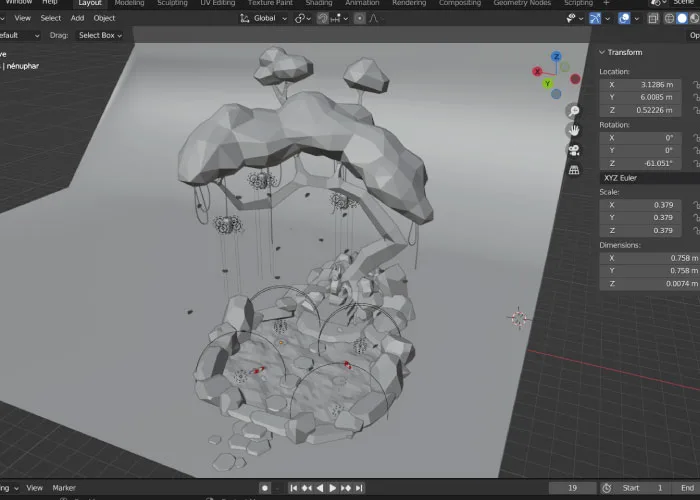 Window Help Layout Modeling Sculpting UV Editing Texture Paint Shading Animation Rendering Compositing Geometry Nodes Scripting + Scene
View Select Add Object Global
Drag: Select Box Op
| nénuphar
Transform
Location:
X 3.1286 m
Y 6.0085 m
Z 0.52226 m
Rotation:
X 0°
Y 0°
Z -61.051°
XYZ Euler
Scale:
X 0.379
Y 0.379
Z 0.379
Dimensions:
X 0.758 m
Y 0.758 m
Z 0.0074 m
Z
X
Y
View Marker 19 Start 1 End